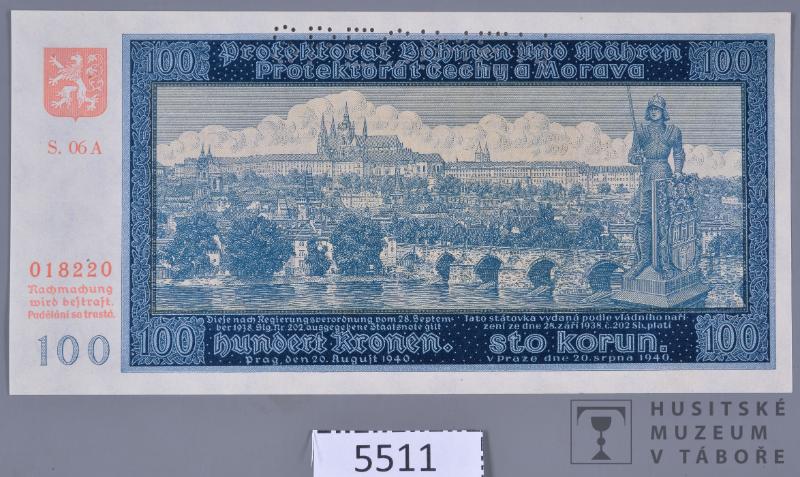 100 Protektorat Böhmen und Mähren 100
Protektorát Čechy a Morava
S. 06 A
018220
Nachmachung
wird bestraft.
Padělání se trestá.
100
100 Diese nach Regierungsverordnung vom 28. Septem-
ber 1938. Slg. Nr. 202, ausgegebene Staatsnote gilt
hundert Kronen.
Prag, den 20. August 1940.
Tato státovka vydaná podle vládního naří-
zení ze dne 28. září 1938, č. 202 Sb. platí
sto korun.
V Praze dne 20. srpna 1940.
100
5511
HUSITSKÉ
MUZEUM
V TÁBOŘE